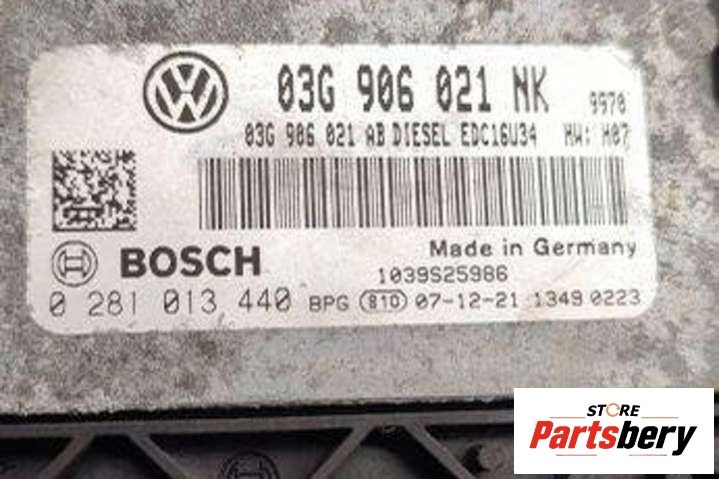 03G 906 021 NK 9970
03G 906 021 AB DIESEL EDC16U34 HW: H07
BOSCH
Made in Germany
1039S25986
0 281 013 440 BPG 810 07-12-21 1349 0223
STORE
Partsbery